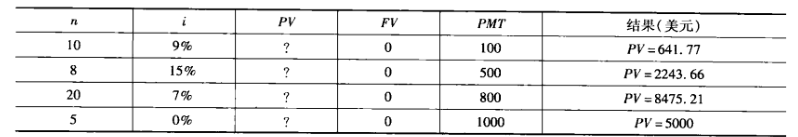 n i PV FV PMT 结果(美元)
10 9% ? 0 100 PV=641.77
8 15% ? 0 500 PV=2243.66
20 7% ? 0 800 PV=8475.21
5 0% ? 0 1000 PV=5000